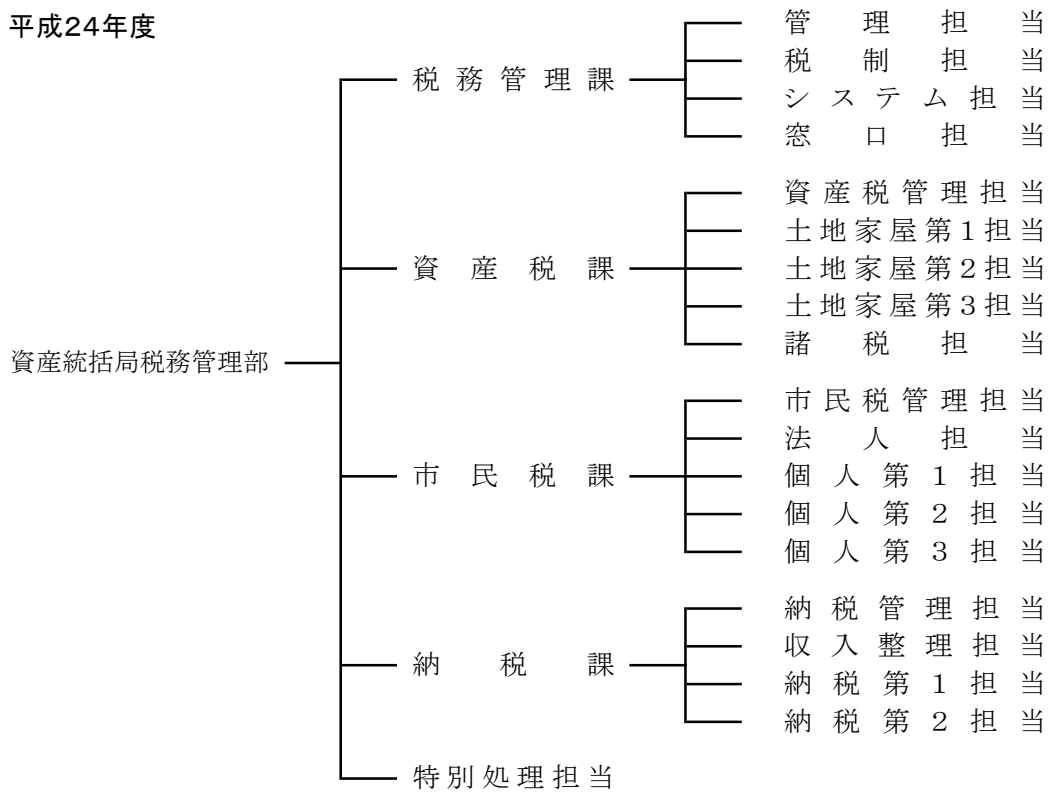 平成24年度
資産統括局税務管理部
税務管理課
管理担当
税制担当
システム担当
窓口担当
資産税課
資産税管理担当
土地家屋第1担当
土地家屋第2担当
土地家屋第3担当
諸税担当
市民税課
市民税管理担当
法人担当
個人第1担当
個人第2担当
個人第3担当
納税課
納税管理担当
収入整理担当
納税第1担当
納税第2担当
特別処理担当